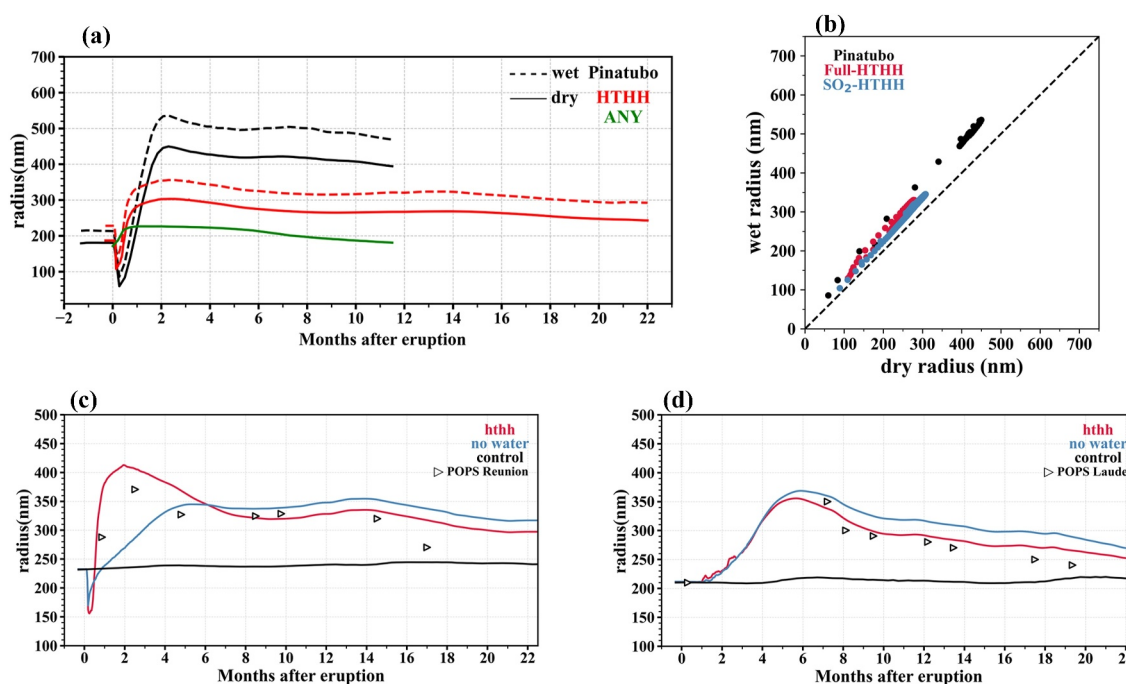 (a)
700
600
500
400
300
200
100
radius(nm)
wet Pinatubo
dry HTHH
ANY
−2 0 2 4 6 8 10 12 14 16 18 20 22
Months after eruption
(b)
700
600
500
400
300
200
100
0
wet radius (nm)
Pinatubo
Full-HTHH
SO₂-HTHH
0 100 200 300 400 500 600 700
dry radius (nm)
(c)
500
450
400
350
300
250
200
150
100
radius(nm)
hthh
no water
control
POPS Reunion
0 2 4 6 8 10 12 14 16 18 20 22
Months after eruption
(d)
500
450
400
350
300
250
200
150
100
radius(nm)
hthh
no water
control
POPS Laude
0 2 4 6 8 10 12 14 16 18 20 22
Months after eruption